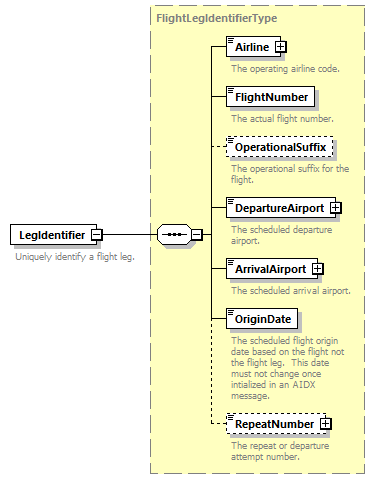 FlightLegIdentifierType
Airline
The operating airline code.
FlightNumber
The actual flight number.
OperationalSuffix
The operational suffix for the
flight.
DepartureAirport
The scheduled departure
airport.
LegIdentifier
Uniquely identify a flight leg.
ArrivalAirport
The scheduled arrival airport.
OriginDate
The scheduled flight origin
date based on the flight not
the flight leg.  This date
must not change once
intialized in an AIDX
message.
RepeatNumber
The repeat or departure
attempt number.